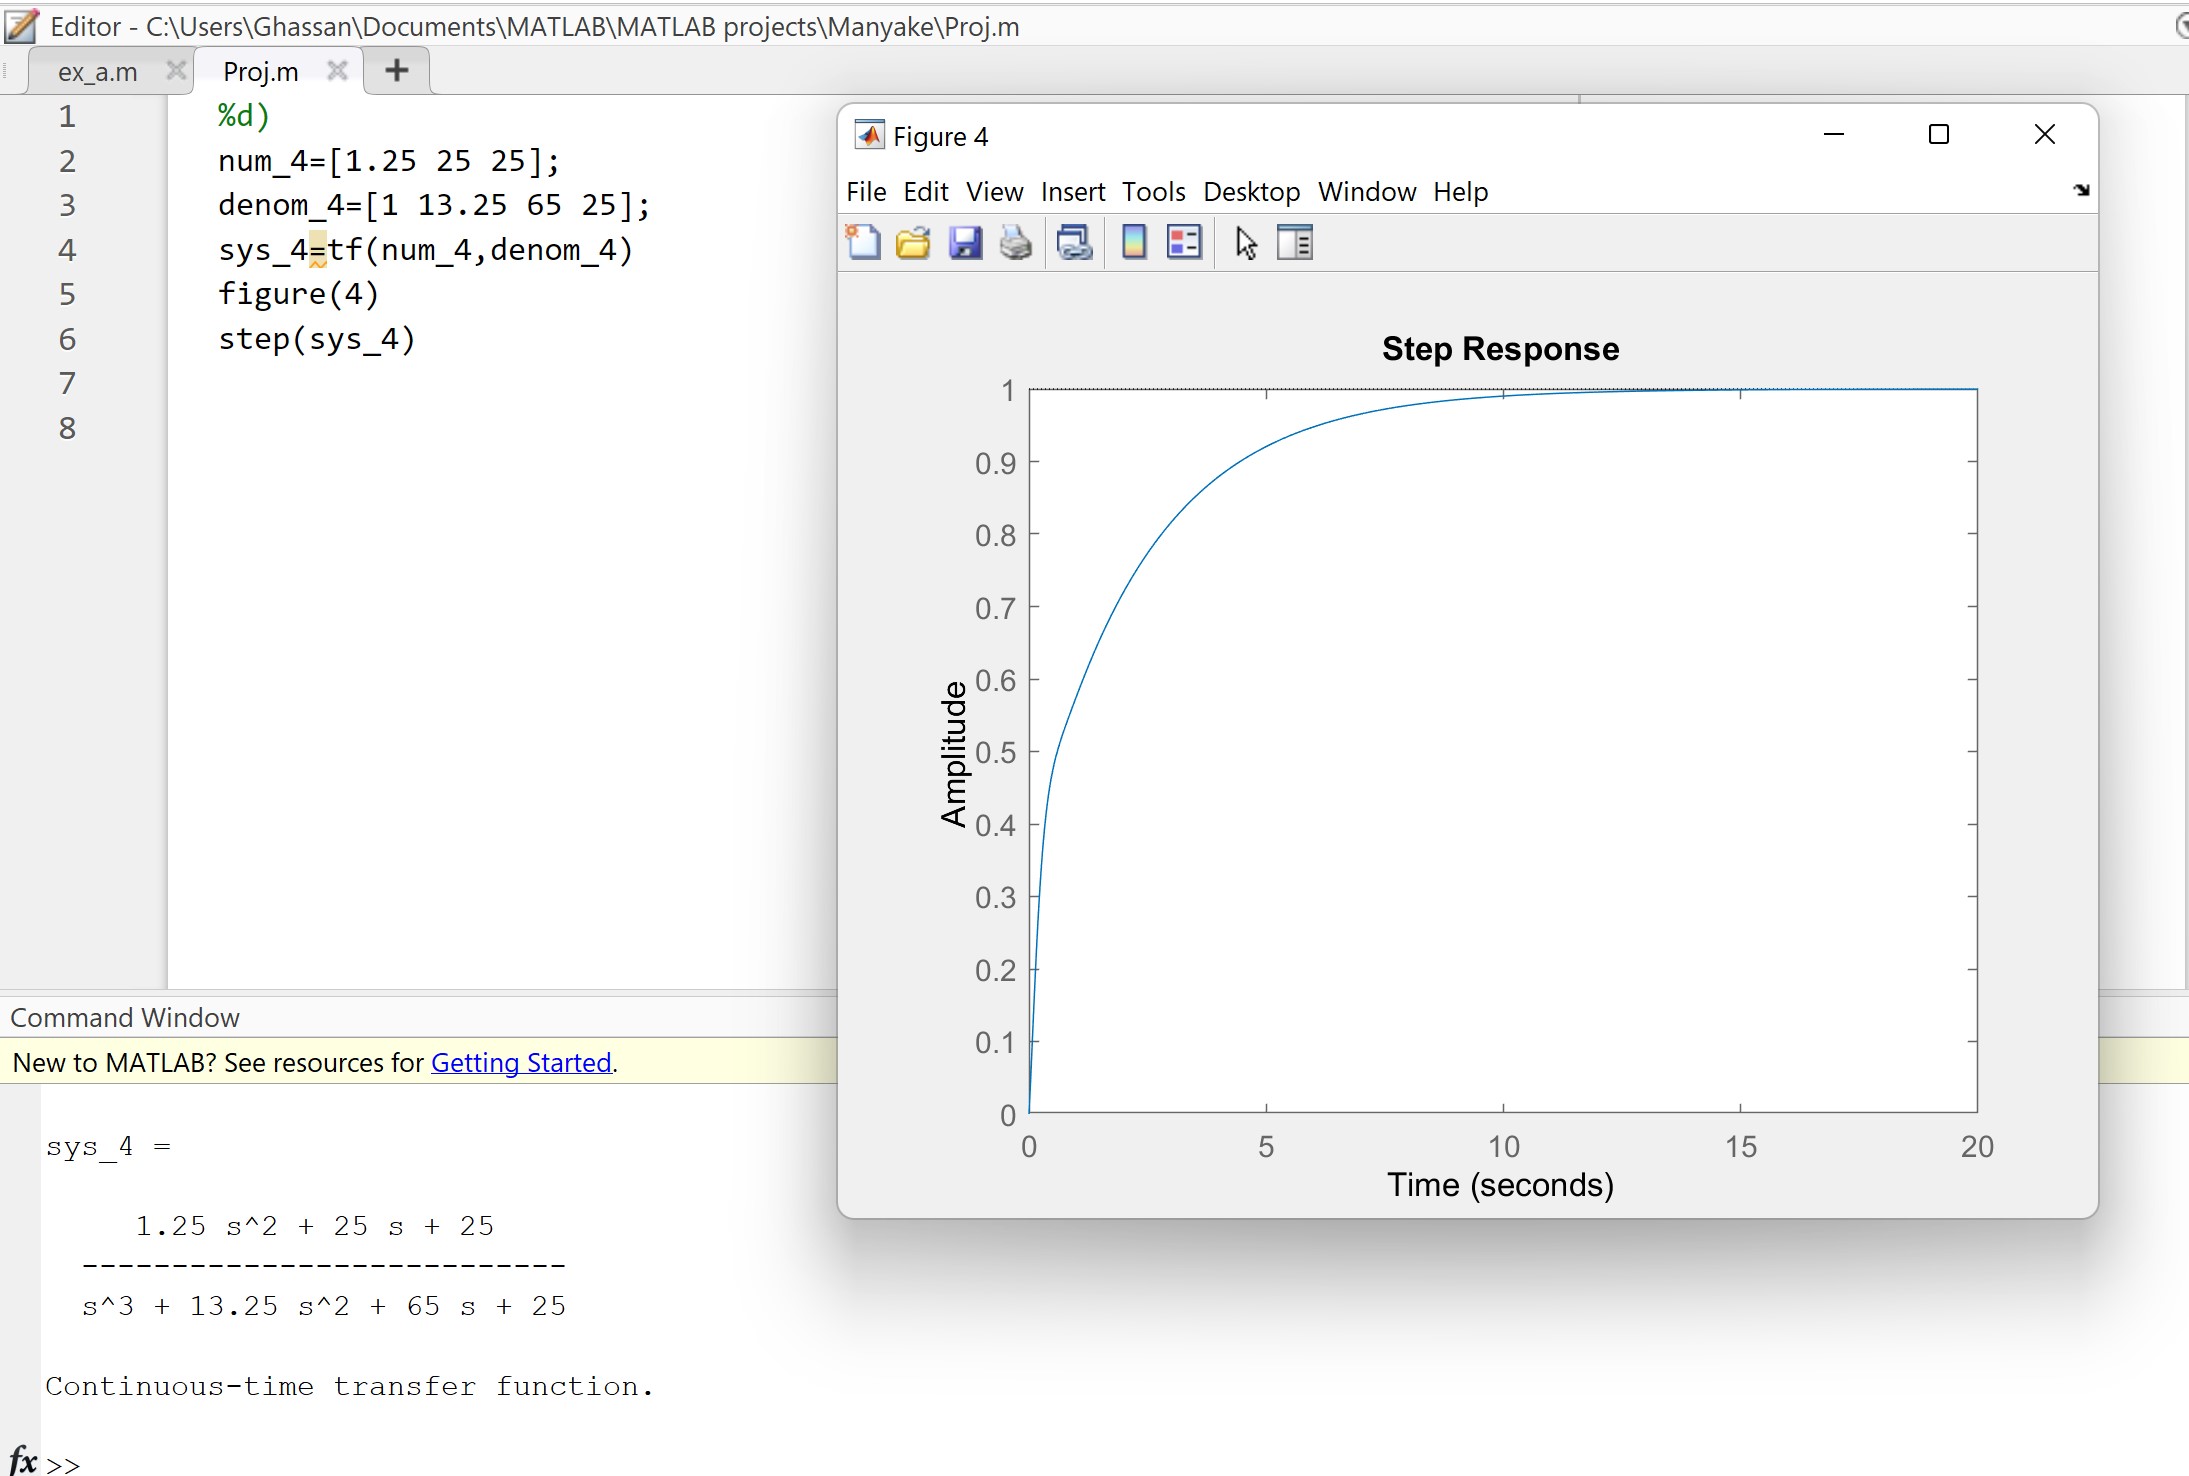 Editor - C:\Users\Ghassan\Documents\MATLAB\MATLAB projects\Manyake\Proj.m
ex_a.m Proj.m +
1 %d)
2 num_4=[1.25 25 25];
3 denom_4=[1 13.25 65 25];
4 sys_4=tf(num_4,denom_4)
5 figure(4)
6 step(sys_4)
7
8
Figure 4
File Edit View Insert Tools Desktop Window Help
Step Response
1
0.9
0.8
0.7
0.6
0.5
0.4
0.3
0.2
0.1
0
Amplitude
0 5 10 15 20
Time (seconds)
Command Window
New to MATLAB? See resources for Getting Started.
sys_4 =
1.25 s^2 + 25 s + 25
---------------------------
s^3 + 13.25 s^2 + 65 s + 25
Continuous-time transfer function.
fx >>